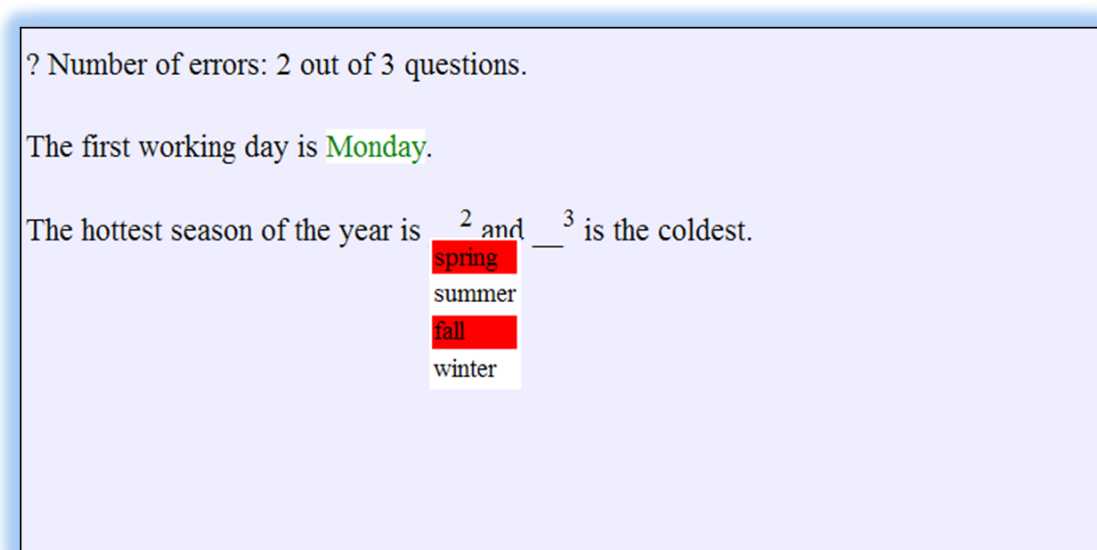 ? Number of errors: 2 out of 3 questions.
The first working day is Monday.
The hottest season of the year is __2 and __3 is the coldest.
spring
summer
fall
winter